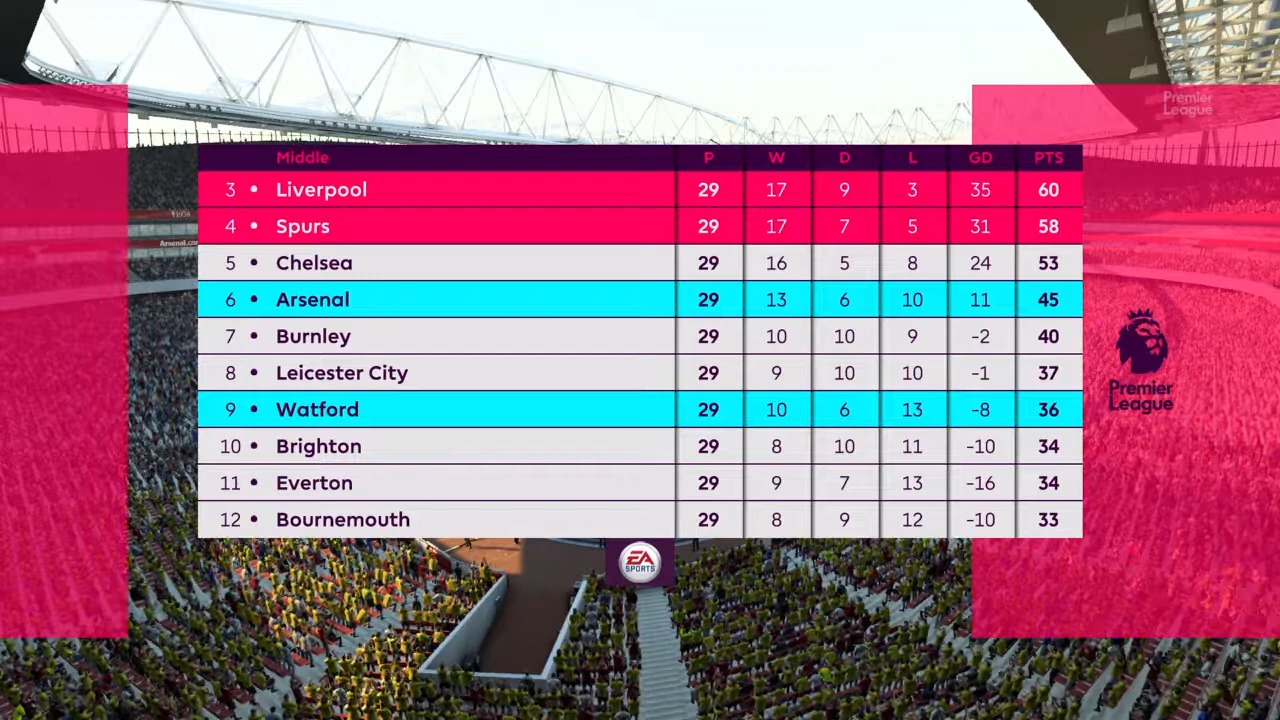 Premier
League
Middle P W D L GD PTS
3 • Liverpool 29 17 9 3 35 60
4 • Spurs 29 17 7 5 31 58
5 • Chelsea 29 16 5 8 24 53
6 • Arsenal 29 13 6 10 11 45
7 • Burnley 29 10 10 9 -2 40
8 • Leicester City 29 9 10 10 -1 37
9 • Watford 29 10 6 13 -8 36
10 • Brighton 29 8 10 11 -10 34
11 • Everton 29 9 7 13 -16 34
12 • Bournemouth 29 8 9 12 -10 33
Premier
League
EA
SPORTS